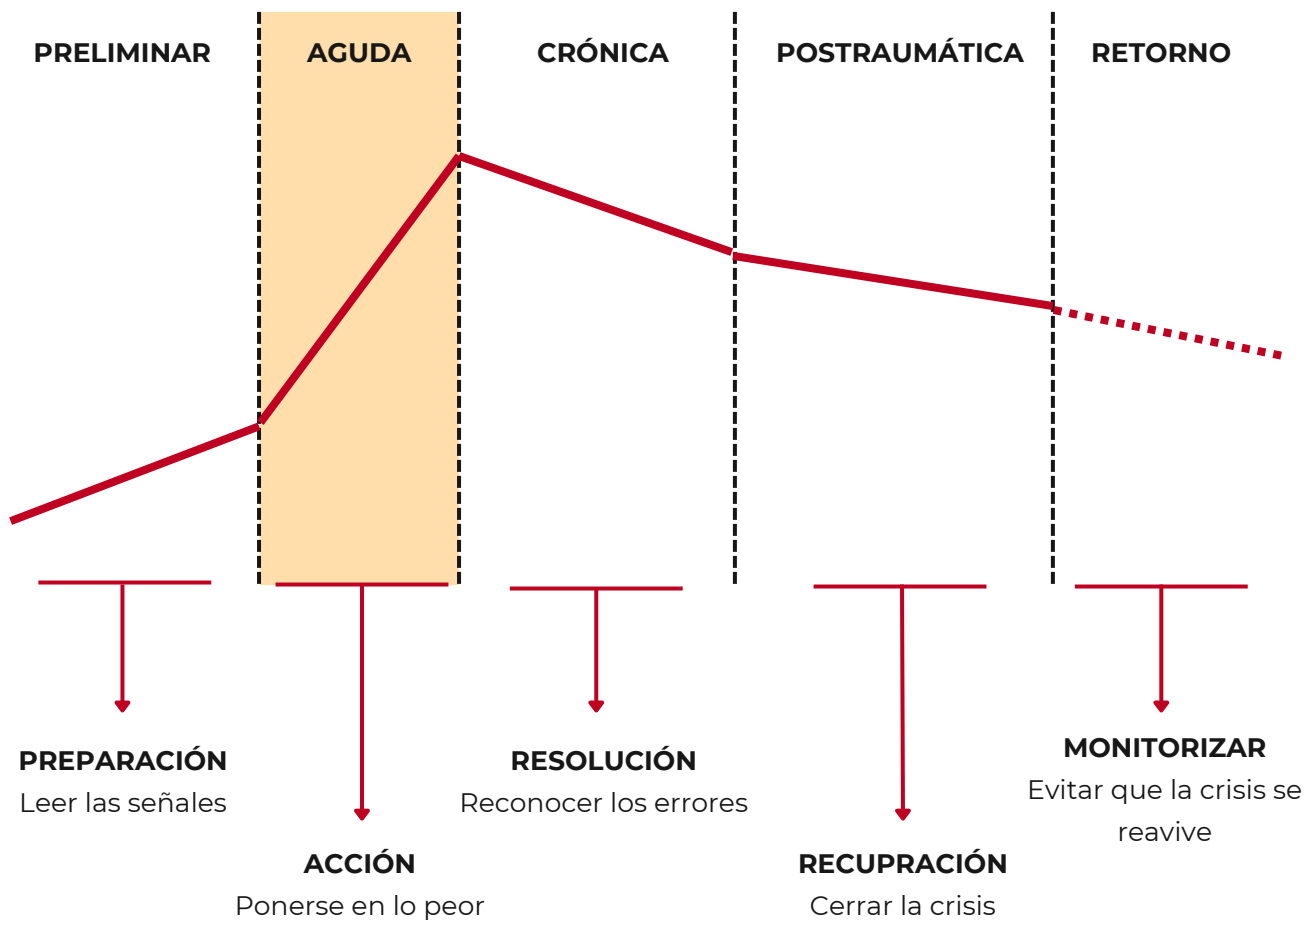 PRELIMINAR
AGUDA
CRÓNICA
POSTRAUMÁTICA
RETORNO
PREPARACIÓN
Leer las señales
ACCIÓN
Ponerse en lo peor
RESOLUCIÓN
Reconocer los errores
RECUPRACIÓN
Cerrar la crisis
MONITORIZAR
Evitar que la crisis se
reavive